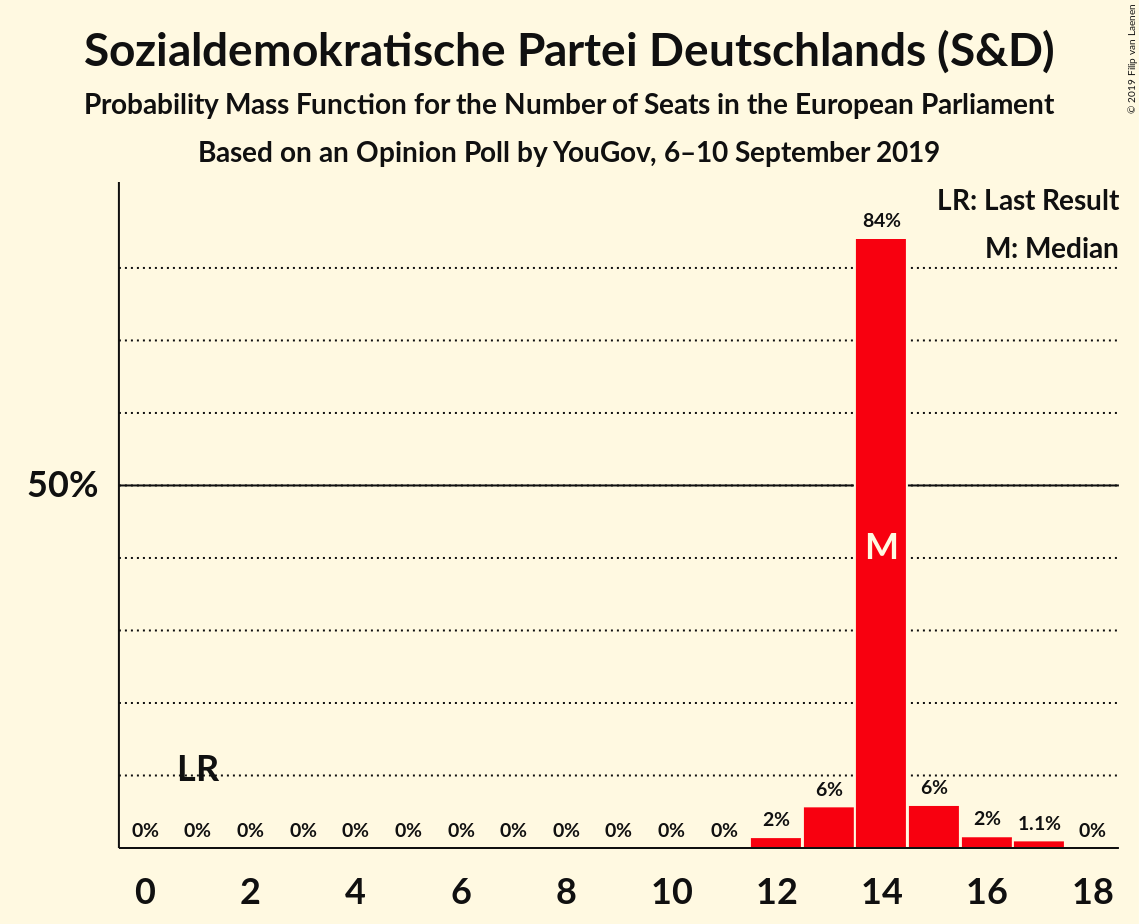 Sozialdemokratische Partei Deutschlands (S&D)
Probability Mass Function for the Number of Seats in the European Parliament
Based on an Opinion Poll by YouGov, 6–10 September 2019
© 2019 Filip van Laenen
LR: Last Result
M: Median
84%
50%
M
LR
0% 0% 0% 0% 0% 0% 0% 0% 0% 0% 0% 0% 2% 6% 6% 2% 1.1% 0%
0 2 4 6 8 10 12 14 16 18